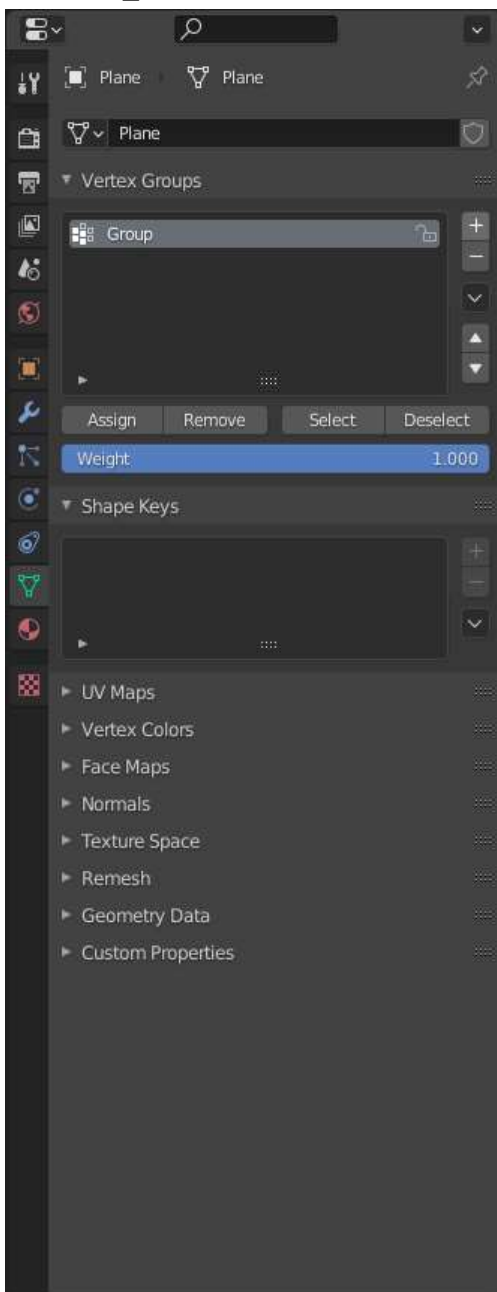 Plane Plane
Plane
Vertex Groups
Group
Assign Remove Select Deselect
Weight 1.000
Shape Keys
UV Maps
Vertex Colors
Face Maps
Normals
Texture Space
Remesh
Geometry Data
Custom Properties